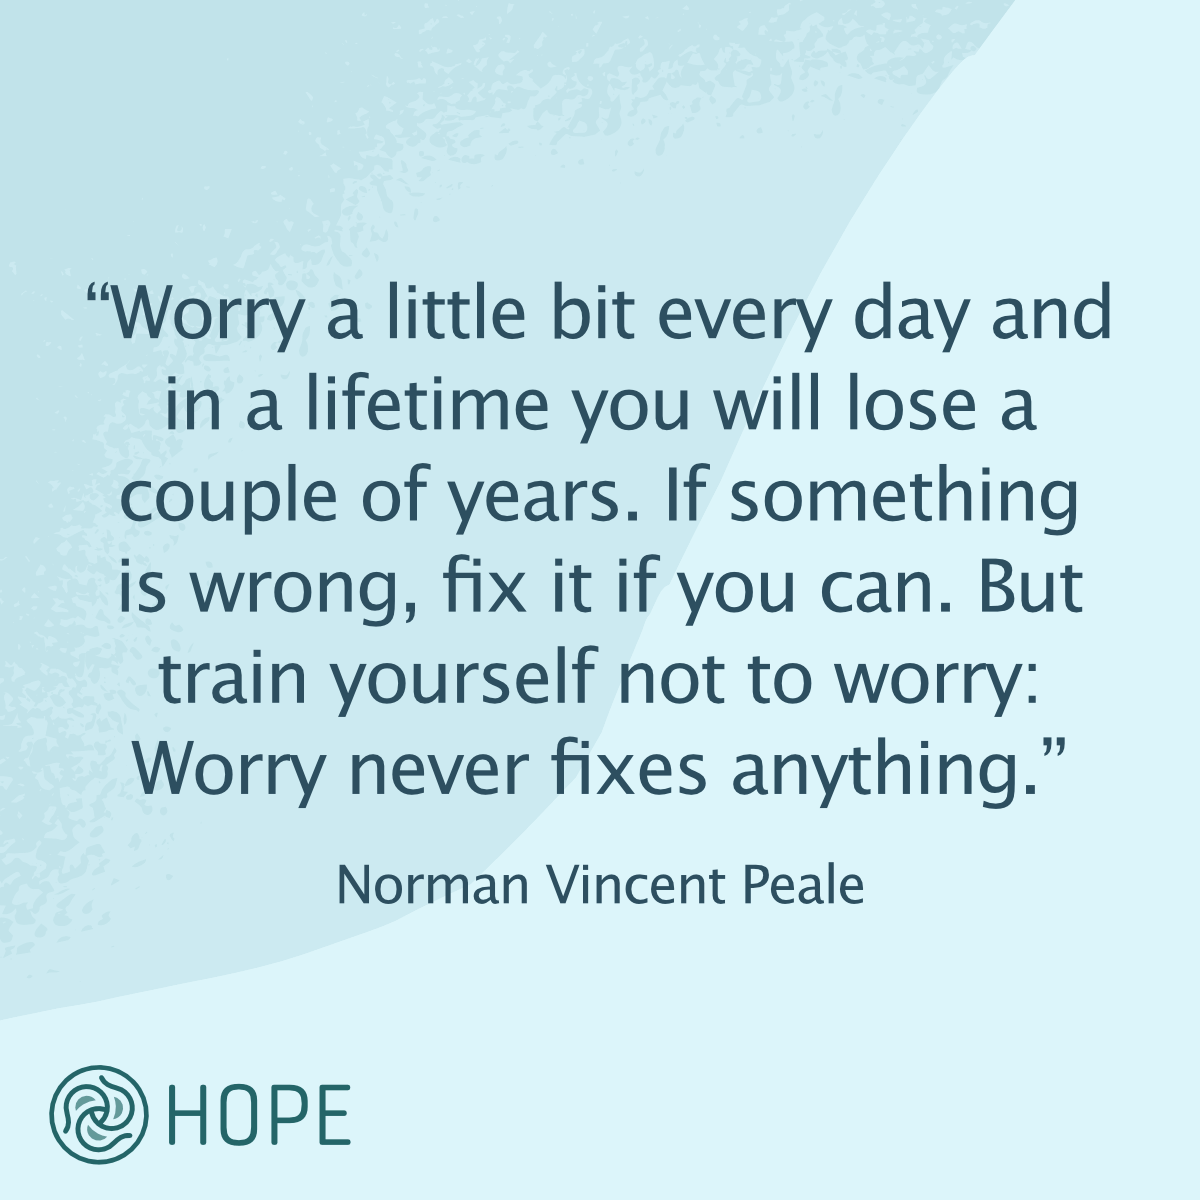 “Worry a little bit every day and
in a lifetime you will lose a
couple of years. If something
is wrong, fix it if you can. But
train yourself not to worry:
Worry never fixes anything.”
Norman Vincent Peale
HOPE